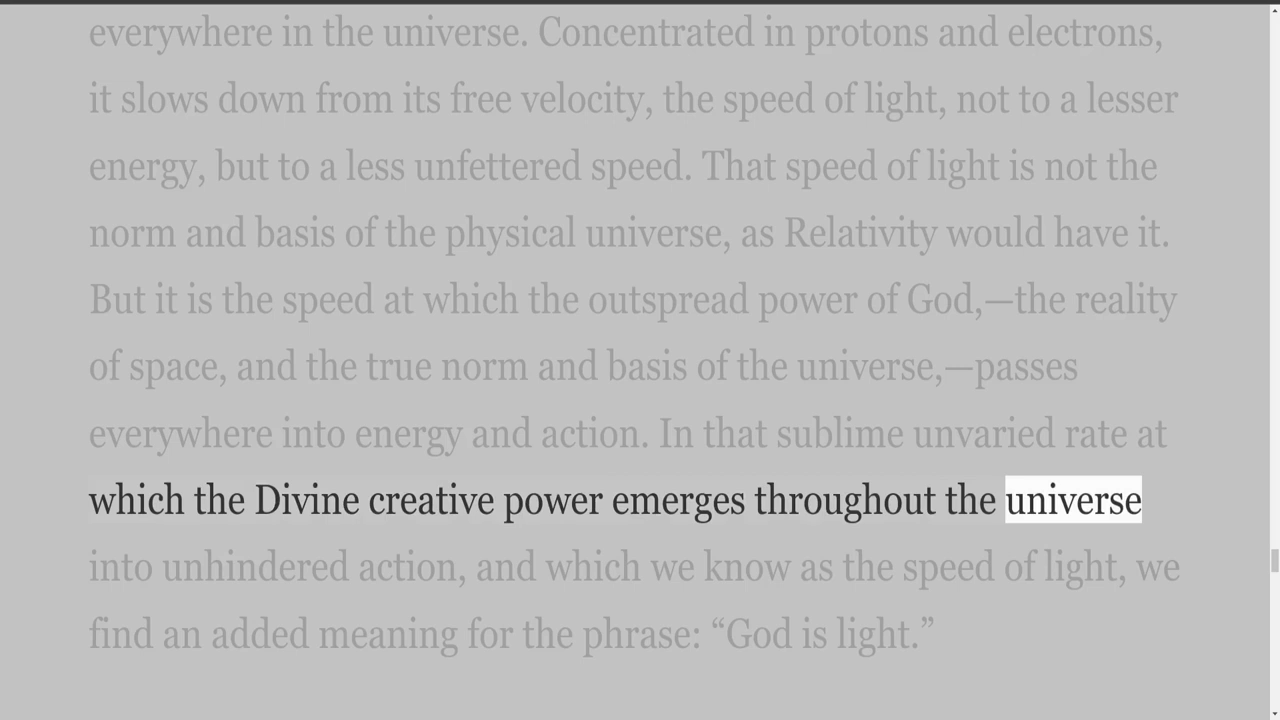 everywhere in the universe. Concentrated in protons and electrons,
it slows down from its free velocity, the speed of light, not to a lesser
energy, but to a less unfettered speed. That speed of light is not the
norm and basis of the physical universe, as Relativity would have it.
But it is the speed at which the outspread power of God,—the reality
of space, and the true norm and basis of the universe,—passes
everywhere into energy and action. In that sublime unvaried rate at
which the Divine creative power emerges throughout the universe
into unhindered action, and which we know as the speed of light, we
find an added meaning for the phrase: “God is light.”